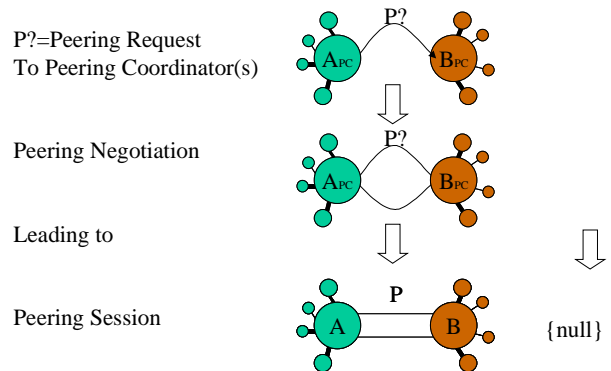 P?=Peering Request
To Peering Coordinator(s)
P?
APC
BPC
Peering Negotiation
P?
APC
BPC
Leading to
Peering Session
P
A
B
{null}